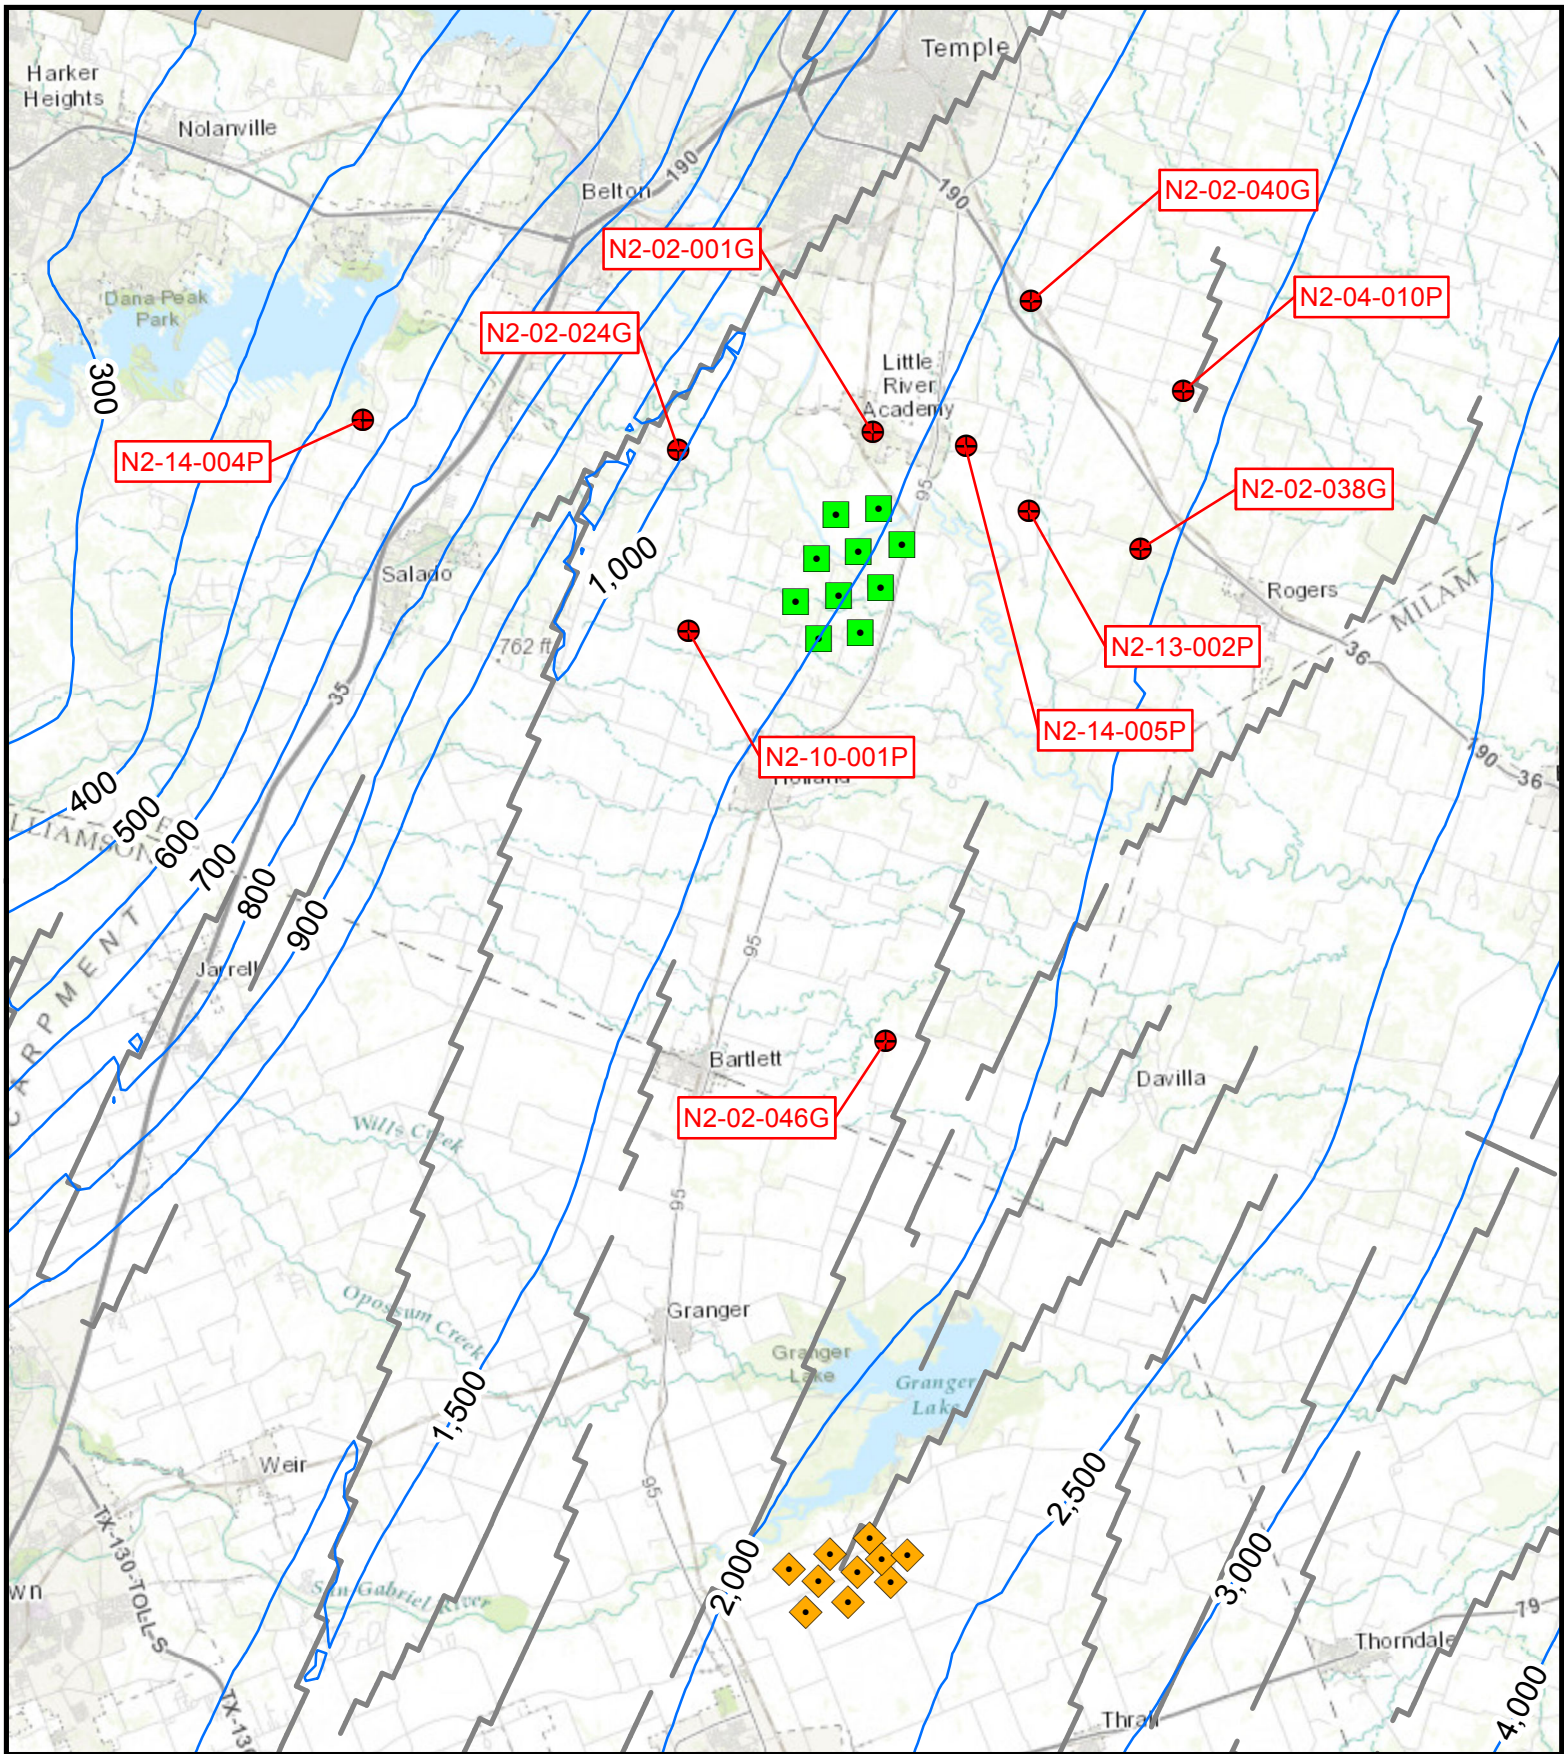 Temple
Harker
Heights
Nolanville
190
Belton
190
N2-02-040G
N2-02-001G
Dana Peak
Park
N2-04-010P
N2-02-024G
300
Little
River
Academy
N2-14-004P
95
N2-02-038G
1,000
Salado
Rogers
MILAM
762 ft
N2-13-002P
36
35
N2-14-005P
N2-10-001P
Holland
190
36
400
500
600
700
800
900
95
Jarrell
Bartlett
Davilla
N2-02-046G
Willis Creek
95
Opossum Creek
Granger
Granger
Lake
Granger
Lake
1,500
Weir
95
2,500
TX-130-TOLL-S
2,000
3,000
wn
San Gabriel River
79
Thorndale
4,000
Thrall
TX-130